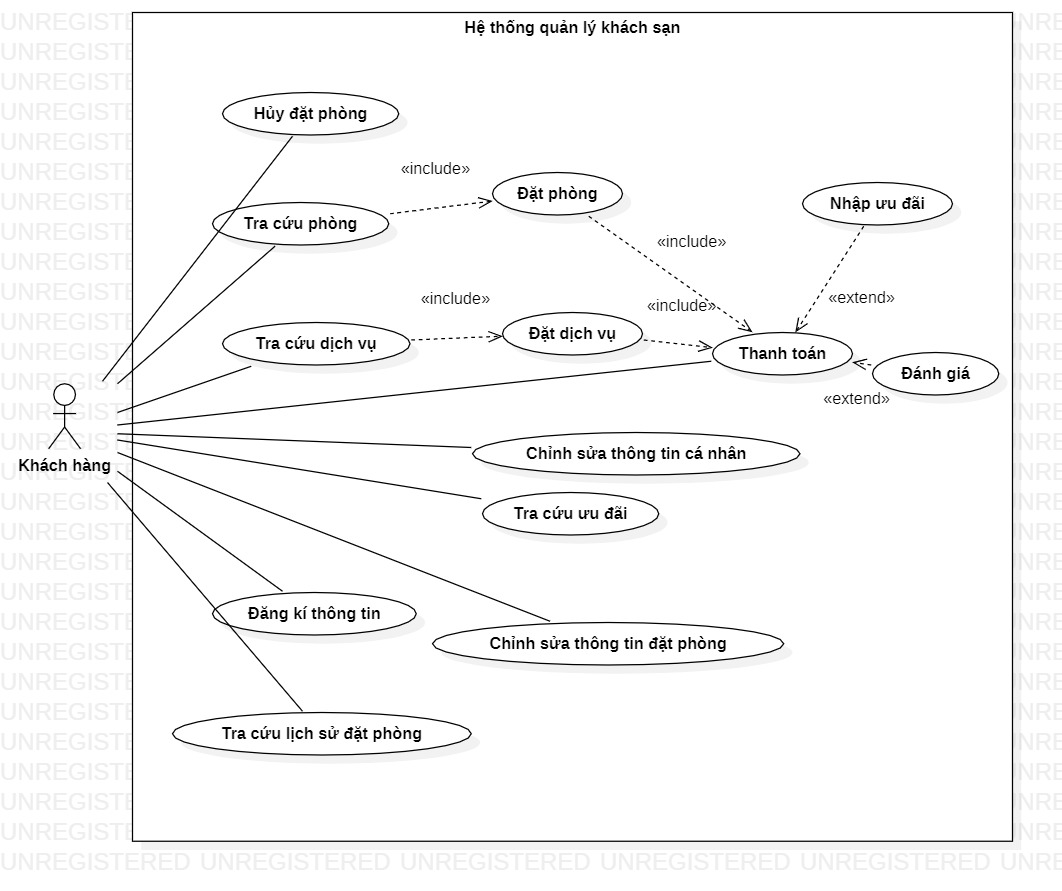 Hệ thống quản lý khách sạn
Hủy đặt phòng
«include»
Đặt phòng
Nhập ưu đãi
Tra cứu phòng
«include»
«include»
«include»
«extend»
Tra cứu dịch vụ
Đặt dịch vụ
Thanh toán
Đánh giá
«extend»
Khách hàng
Chỉnh sửa thông tin cá nhân
Tra cứu ưu đãi
Đăng kí thông tin
Chỉnh sửa thông tin đặt phòng
Tra cứu lịch sử đặt phòng
UNREGISTERED UNREGISTERED UNREGISTERED UNREGISTERED UNREGISTERED